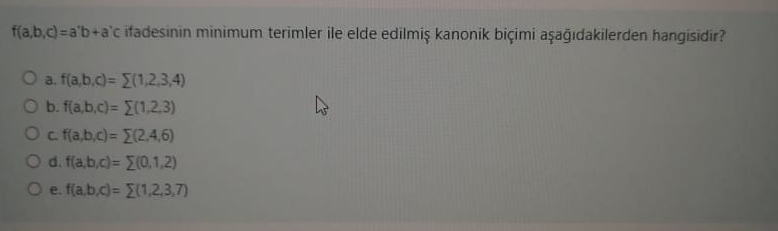 f(a,b,c)=a'b+a'c ifadesinin minimum terimler ile elde edilmiş kanonik biçimi aşağıdakilerden hangisidir?
a. f(a,b,c)= ∑(1,2,3,4)
b. f(a,b,c)= ∑(1,2,3)
c. f(a,b,c)= ∑(2,4,6)
d. f(a,b,c)= ∑(0,1,2)
e. f(a,b,c)= ∑(1,2,3,7)